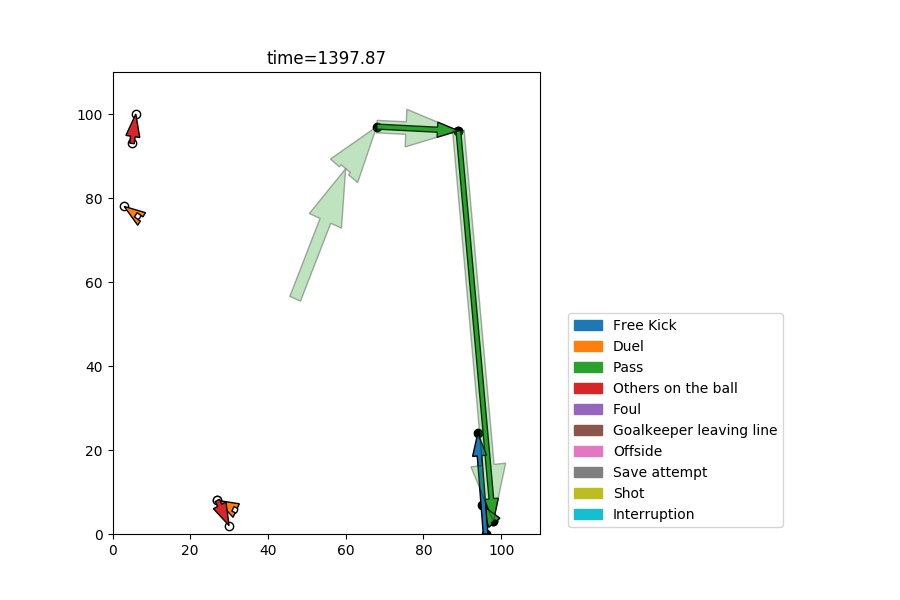 time=1397.87
100
80
60
40
20
0
0
20
40
60
80
100
Free Kick
Duel
Pass
Others on the ball
Foul
Goalkeeper leaving line
Offside
Save attempt
Shot
Interruption